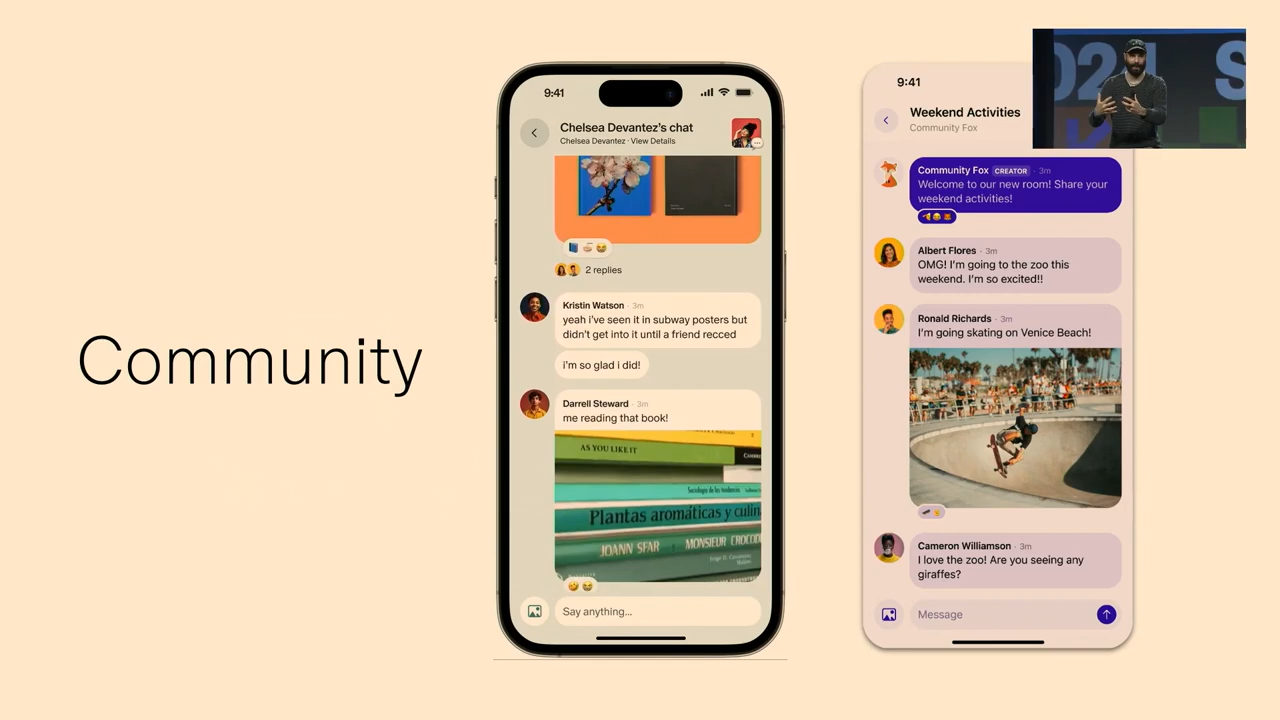 Community
9:41
Chelsea Devantez's chat
Chelsea Devantez · View Details
2 replies
Kristin Watson · 3m
yeah i've seen it in subway posters but
didn't get into it until a friend recced
i'm so glad i did!
Darrell Steward · 3m
me reading that book!
AS YOU LIKE IT
Sociología de las tendencias
Plantas aromáticas y culin
JOANN SFAR MONSIEUR CROCOD
Say anything...
9:41
Weekend Activities
Community Fox
Community Fox CREATOR · 3m
Welcome to our new room! Share your
weekend activities!
Albert Flores · 3m
OMG! I'm going to the zoo this
weekend. I'm so excited!!
Ronald Richards · 3m
I'm going skating on Venice Beach!
Cameron Williamson · 3m
I love the zoo! Are you seeing any
giraffes?
Message
024 S